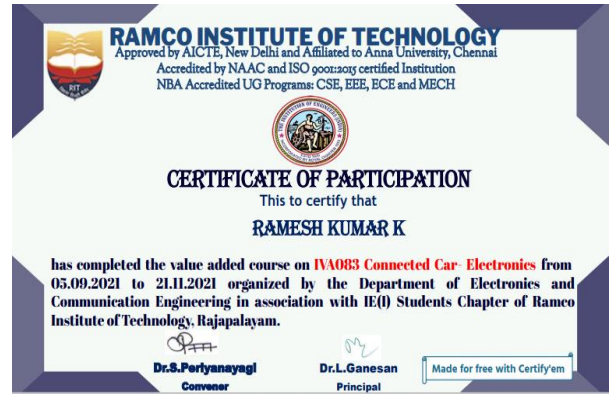 RAMCO INSTITUTE OF TECHNOLOGY
Approved by AICTE, New Delhi and Affiliated to Anna University, Chennai
Accredited by NAAC and ISO 9001:2015 certified Institution
NBA Accredited UG Programs: CSE, EEE, ECE and MECH
RIT
CERTIFICATE OF PARTICIPATION
This to certify that
RAMESH KUMAR K
has completed the value added course on IVA083 Connected Car- Electronics from
05.09.2021 to 21.11.2021 organized by the Department of Electronics and
Communication Engineering in association with IE(I) Students Chapter of Ramco
Institute of Technology, Rajapalayam.
Dr.S.Periyanayagi
Convener
Dr.L.Ganesan
Principal
Made for free with Certify'em